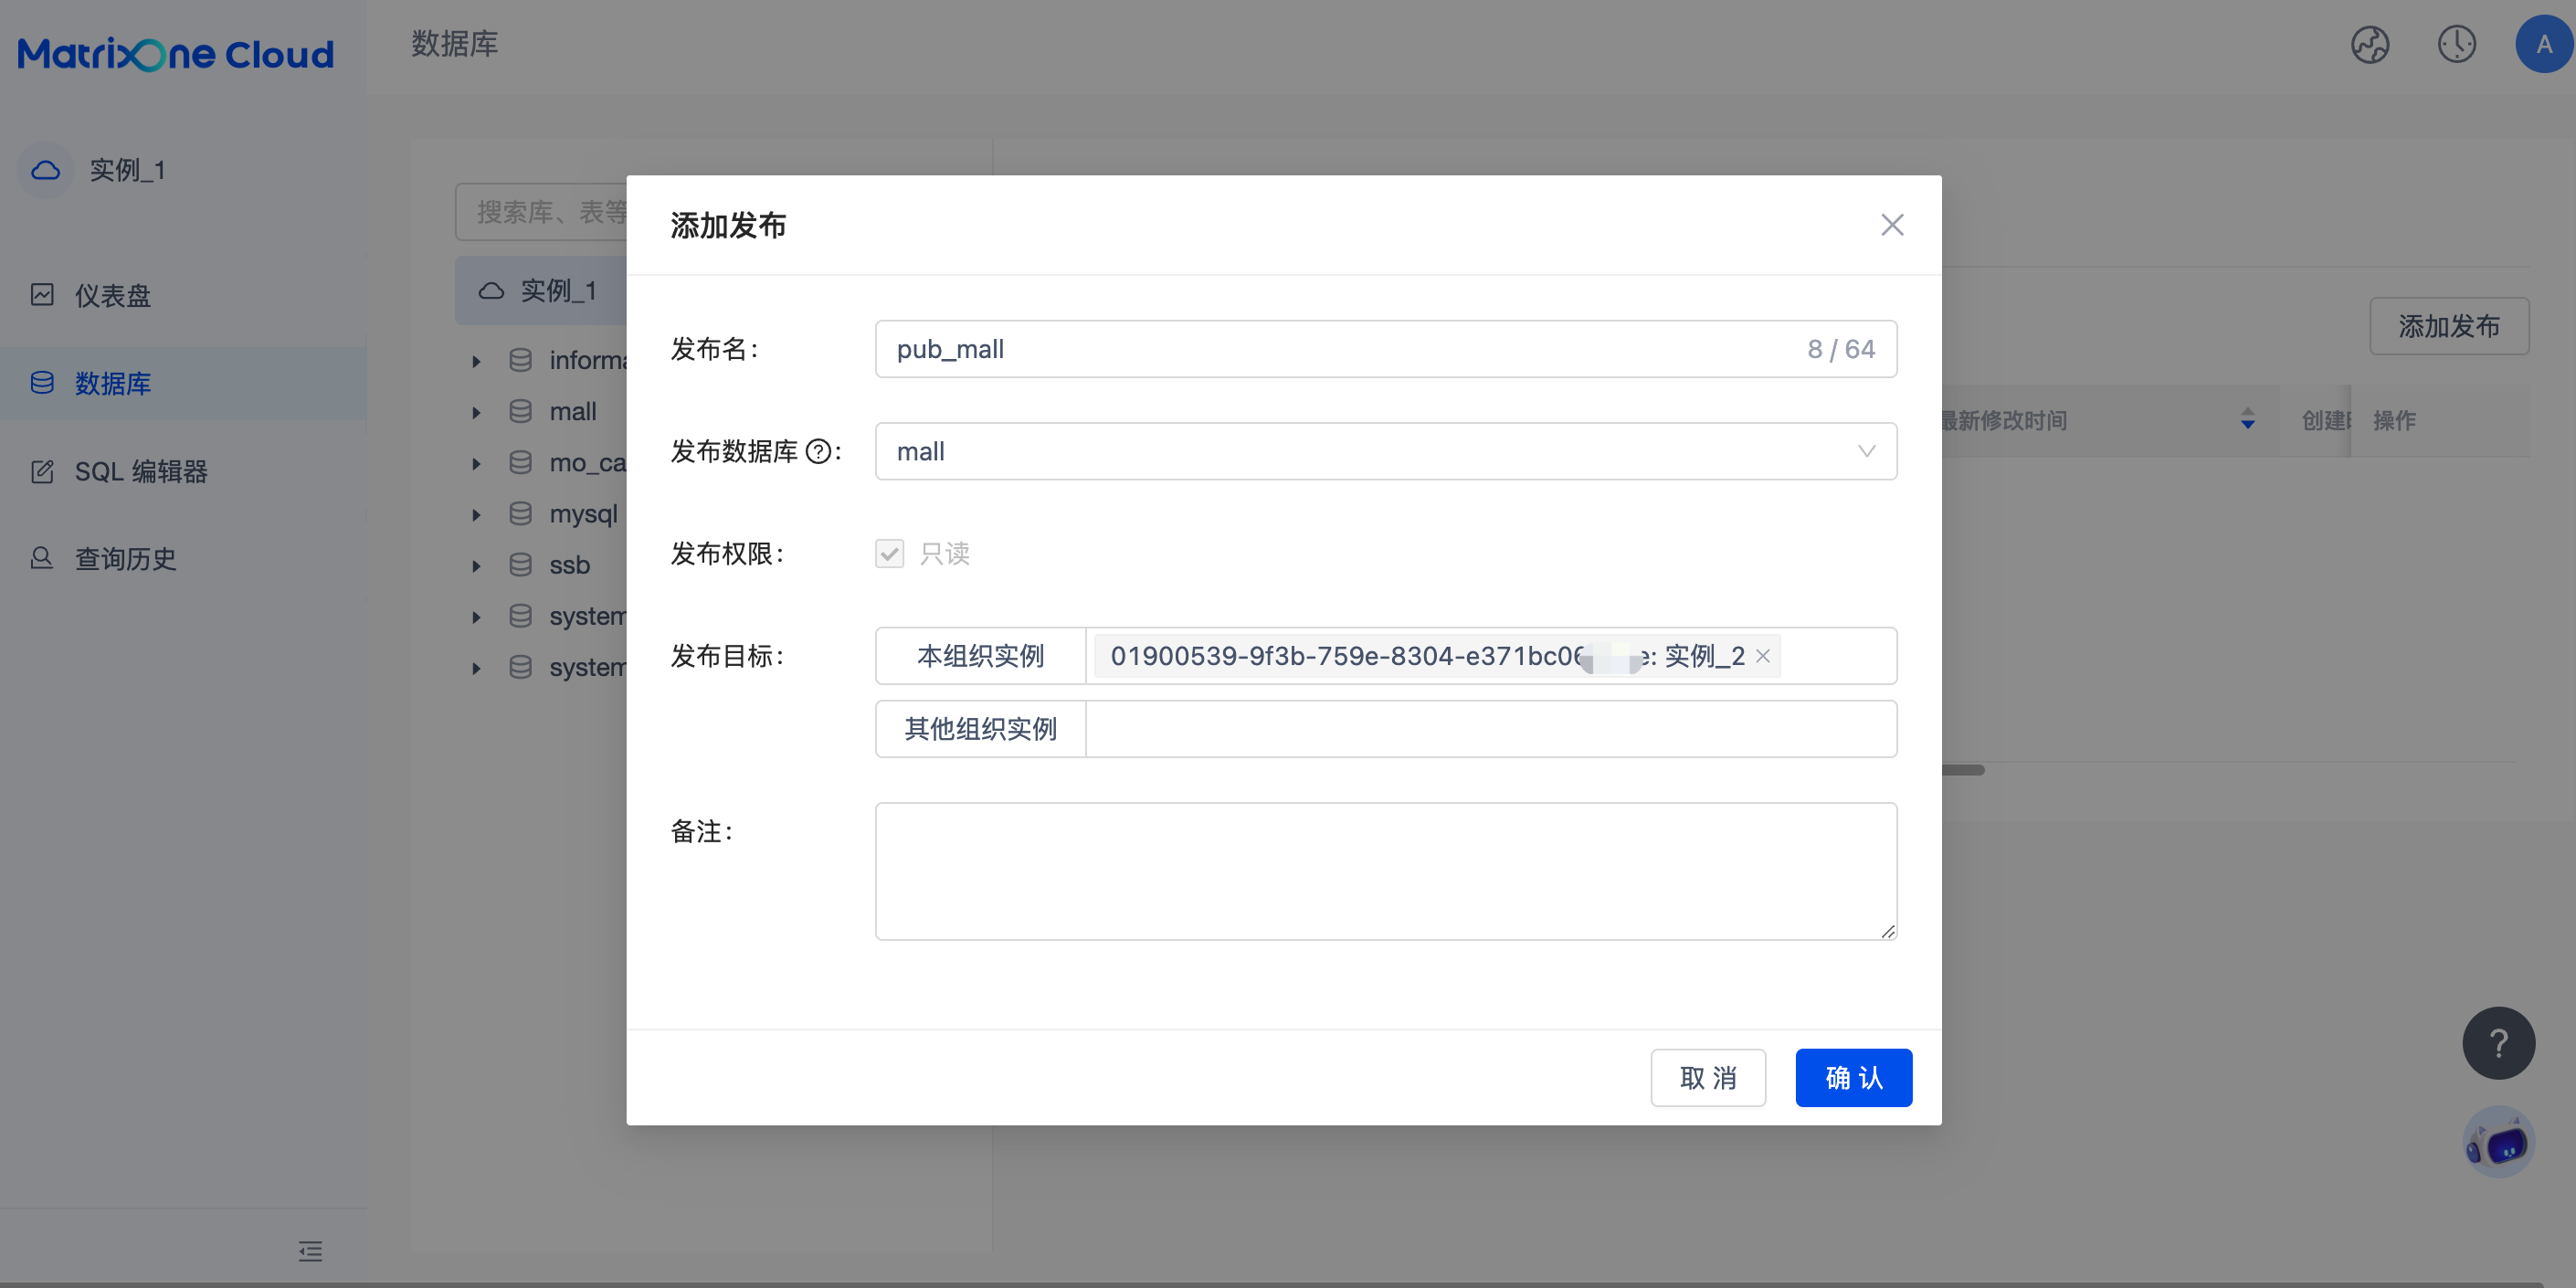 MatrixOne Cloud
数据库
A
实例_1
仪表盘
数据库
SQL 编辑器
查询历史
搜索库、表等
实例_1
mall
mysql
ssb
system
system
添加发布
最新修改时间
创建
操作
添加发布
发布名:
pub_mall
8 / 64
发布数据库 ? :
mall
发布权限:
只读
发布目标:
本组织实例
01900539-9f3b-759e-8304-e371bc06 e: 实例_2
其他组织实例
备注:
取 消
确 认
?